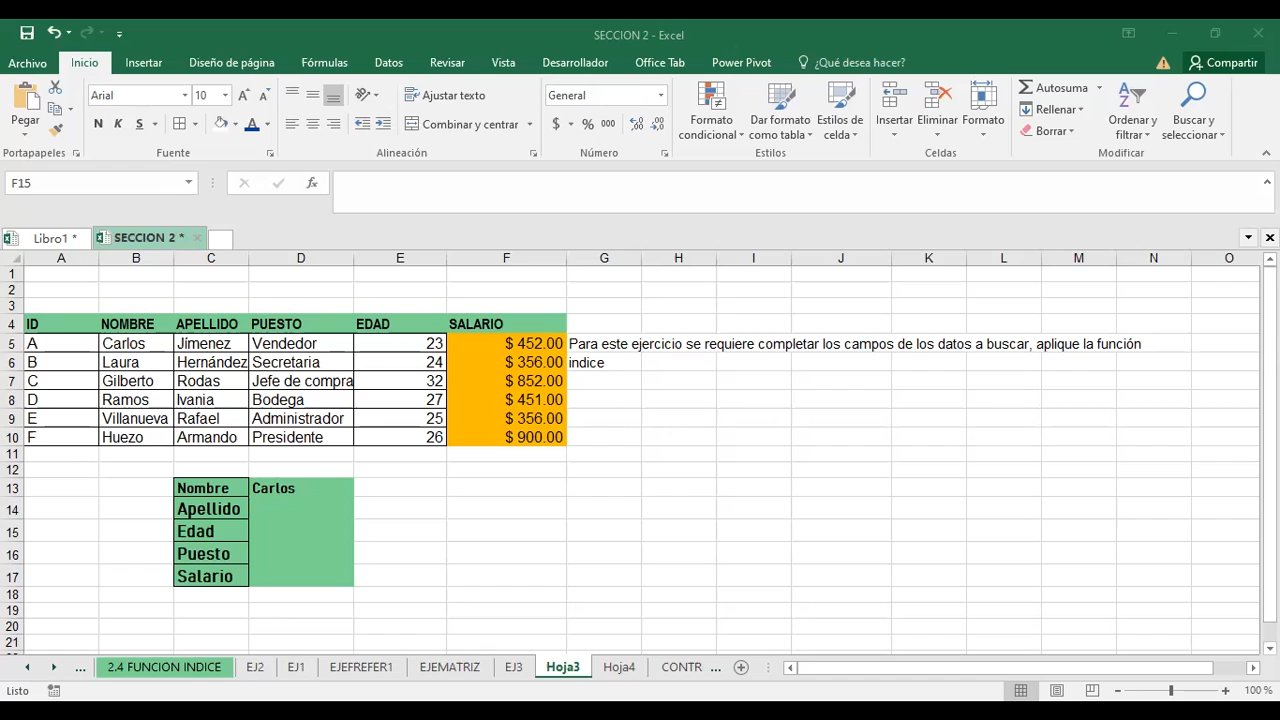 SECCION 2 - Excel
Archivo Inicio Insertar Diseño de página Fórmulas Datos Revisar Vista Desarrollador Office Tab Power Pivot ¿Qué desea hacer? Compartir
Pegar
Arial 10
N K S
Ajustar texto
Combinar y centrar
General
$ % 000
Formato condicional
Dar formato como tabla
Estilos de celda
Insertar Eliminar Formato
Autosuma
Rellenar
Borrar
Ordenar y filtrar
Buscar y seleccionar
Portapapeles Fuente Alineación Número Estilos Celdas Modificar
F15 fx
Libro1 * SECCION 2 *
A B C D E F G H I J K L M N O
1
2
3
4 ID NOMBRE APELLIDO PUESTO EDAD SALARIO
5 A Carlos Jímenez Vendedor 23 $ 452.00 Para este ejercicio se requiere completar los campos de los datos a buscar, aplique la función
6 B Laura Hernández Secretaria 24 $ 356.00 indice
7 C Gilberto Rodas Jefe de compra 32 $ 852.00
8 D Ramos Ivania Bodega 27 $ 451.00
9 E Villanueva Rafael Administrador 25 $ 356.00
10 F Huezo Armando Presidente 26 $ 900.00
11
12
13 Nombre Carlos
14 Apellido
15 Edad
16 Puesto
17 Salario
18
19
20
21
... 2.4 FUNCION INDICE EJ2 EJ1 EJEFREFER1 EJEMATRIZ EJ3 Hoja3 Hoja4 CONTR ...
Listo 100 %